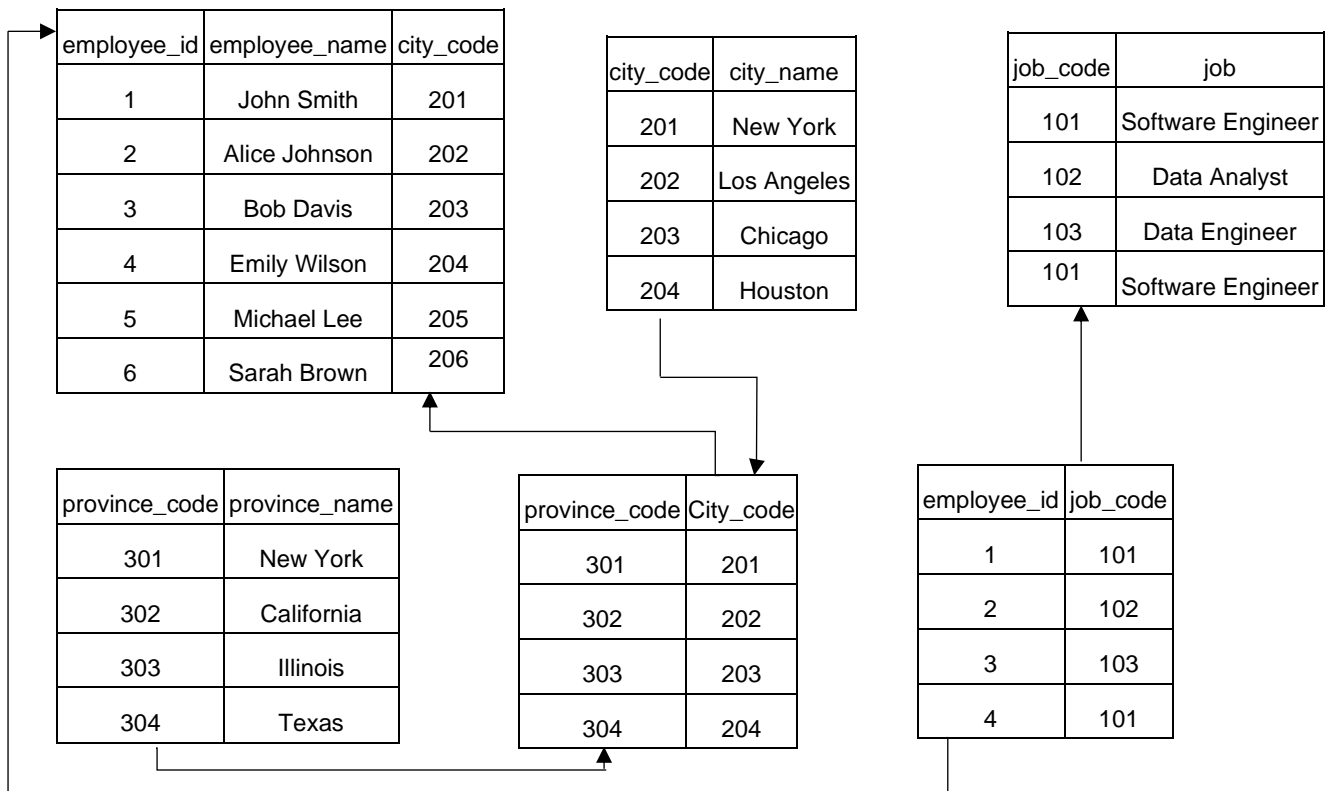 employee_id employee_name city_code
1 John Smith 201
2 Alice Johnson 202
3 Bob Davis 203
4 Emily Wilson 204
5 Michael Lee 205
6 Sarah Brown 206
city_code city_name
201 New York
202 Los Angeles
203 Chicago
204 Houston
job_code job
101 Software Engineer
102 Data Analyst
103 Data Engineer
101 Software Engineer
province_code province_name
301 New York
302 California
303 Illinois
304 Texas
province_code City_code
301 201
302 202
303 203
304 204
employee_id job_code
1 101
2 102
3 103
4 101